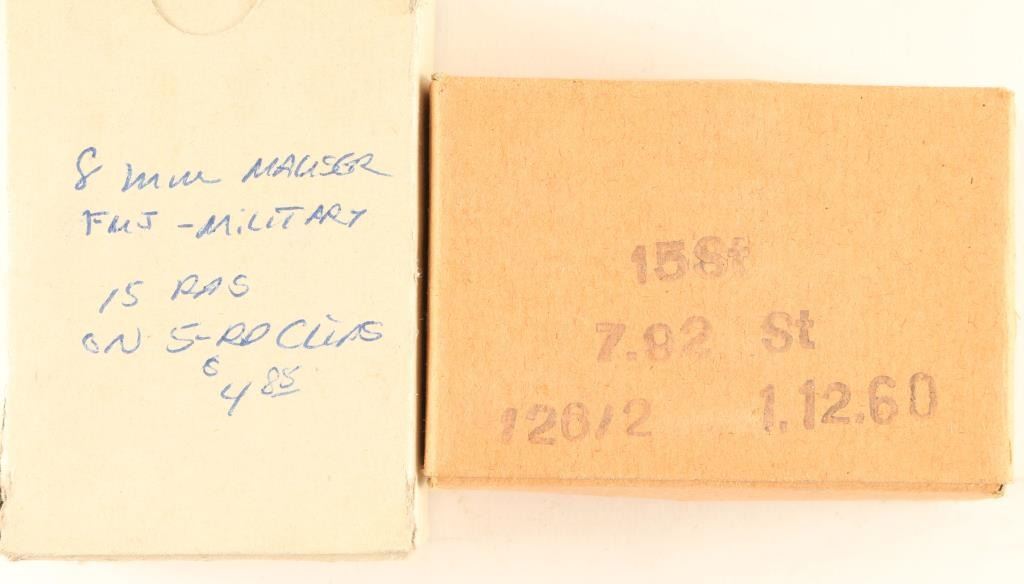 8 mm MAUSER
FMJ - MILITARY
15 RDS
ON 5-RD CLIPS
$4.85
15St
7.92 St
126/2 1.12.60